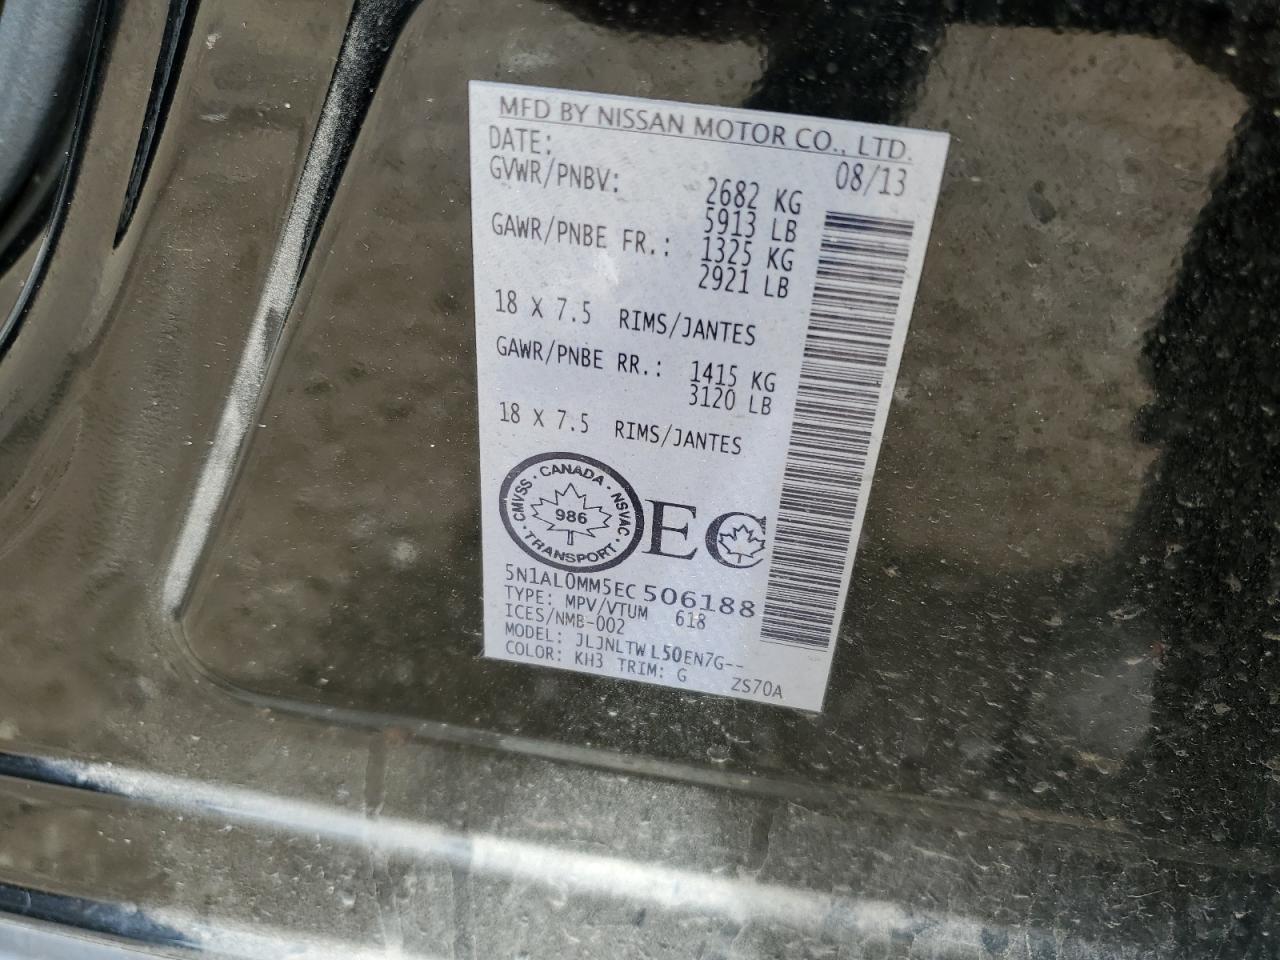 MFD BY NISSAN MOTOR CO., LTD.
DATE: 08/13
GVWR/PNBV: 2682 KG
5913 LB
GAWR/PNBE FR.: 1325 KG
2921 LB
18 X 7.5 RIMS/JANTES
GAWR/PNBE RR.: 1415 KG
3120 LB
18 X 7.5 RIMS/JANTES
CMVSS · CANADA · NSVAC
986
· TRANSPORT ·
EC
5N1AL0MM5EC506188
TYPE: MPV/VTUM 618
ICES/NMB-002
MODEL: JLJNLTWL50EN7G--
COLOR: KH3 TRIM: G ZS70A